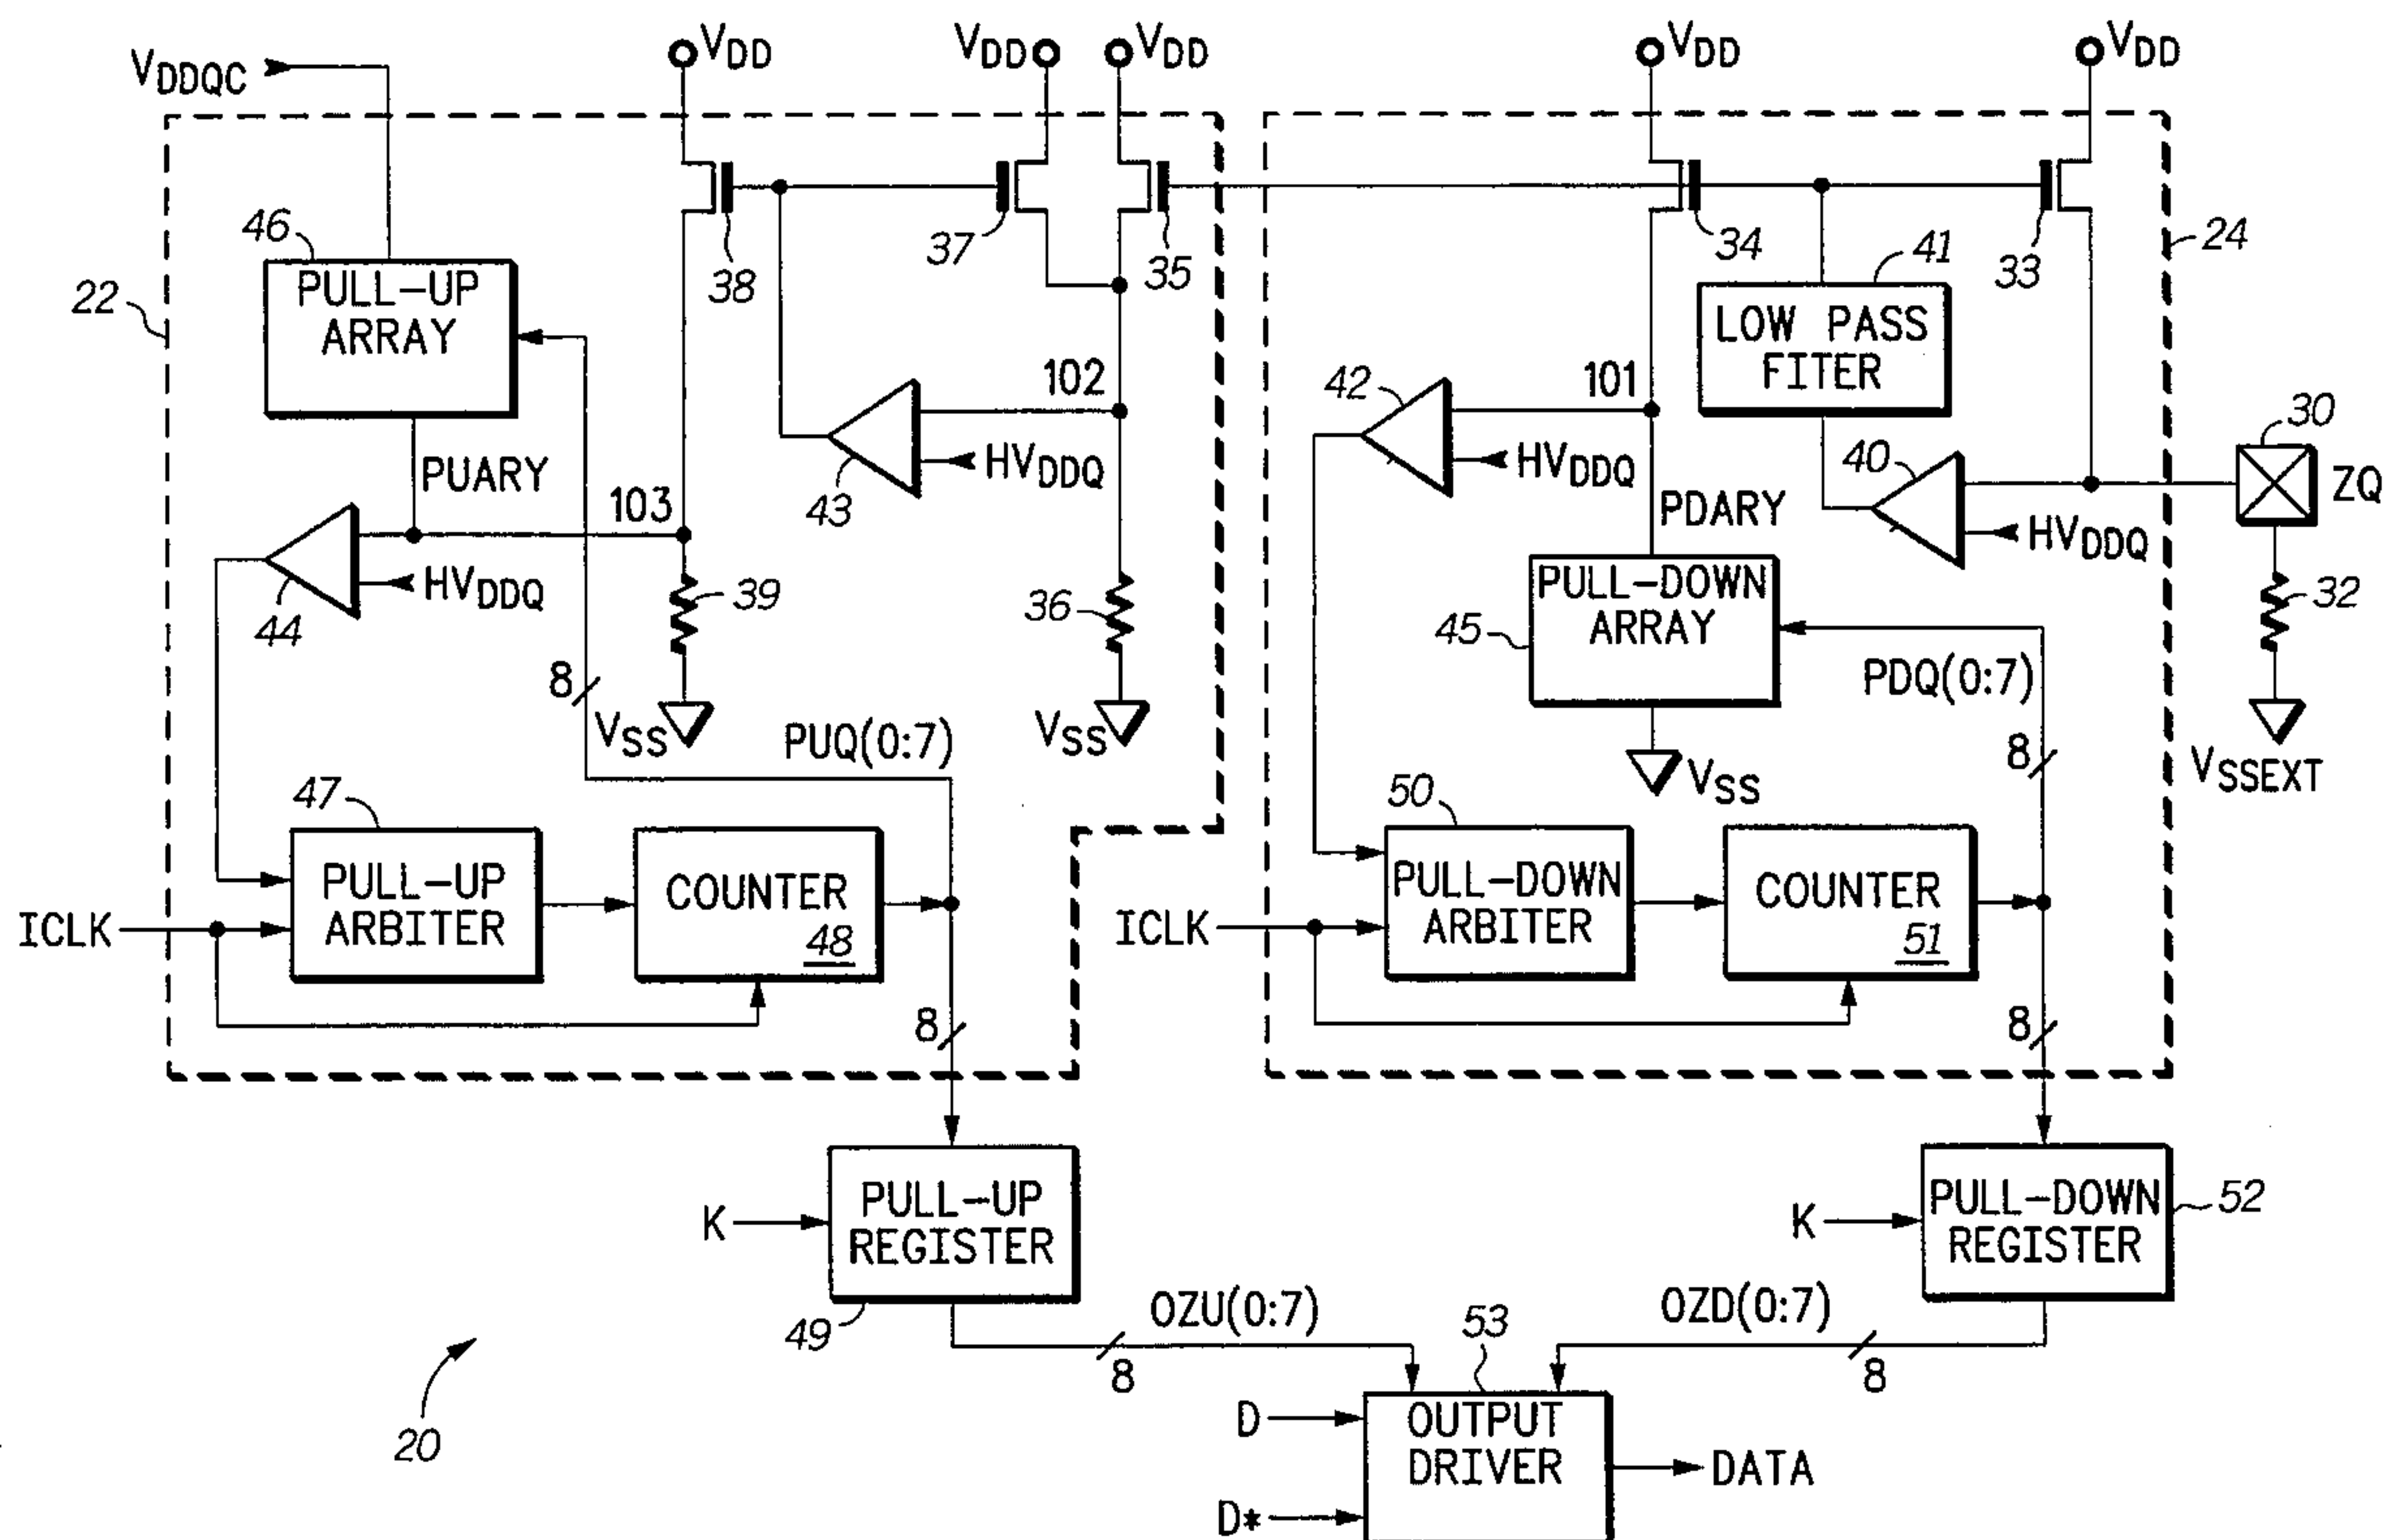 VDDQC
VDD
VDD
VDD
VDD
VDD
46
PULL-UP
ARRAY
22
38
37
35
34
41
33
24
LOW PASS
FITER
PUARY
103
102
43
HVDDQ
42
101
HVDDQ
40
HVDDQ
30
ZQ
44
HVDDQ
39
36
PDARY
PULL-DOWN
ARRAY
45
32
8
VSS
PUQ(0:7)
VSS
VSS
PDQ(0:7)
8
VSSEXT
47
PULL-UP
ARBITER
COUNTER
48
ICLK
50
PULL-DOWN
ARBITER
COUNTER
51
ICLK
8
8
K
PULL-UP
REGISTER
49
K
PULL-DOWN
REGISTER
52
OZU(0:7)
8
OZD(0:7)
8
53
20
D
D*
OUTPUT
DRIVER
DATA